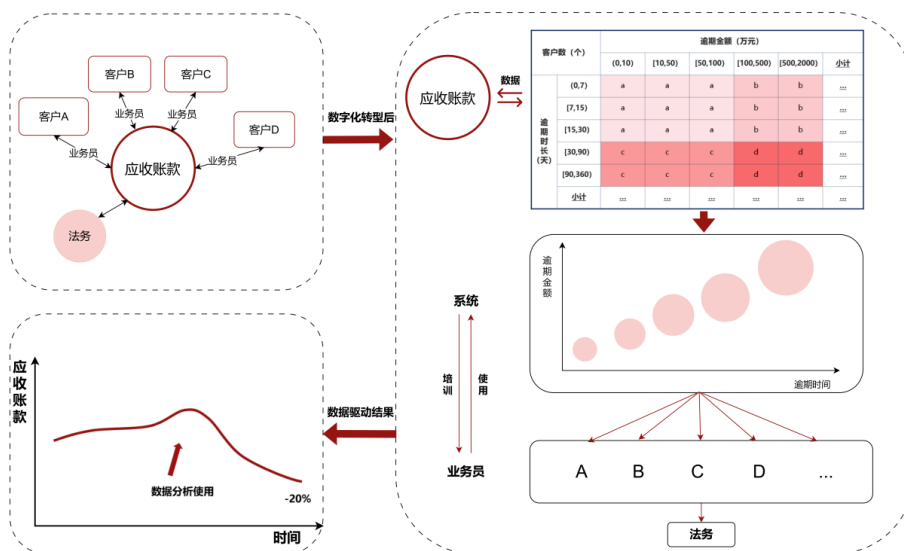 客户B
客户C
客户A
客户D
业务员
业务员
业务员
业务员
应收账款
法务
数字化转型后
应收账款
数据
客户数（个）
逾期金额（万元）
(0,10) [10,50) [50,100) [100,500) [500,2000) 小计
逾期时长（天）
(0,7) a a a b b ...
[7,15) a a a b b ...
[15,30) a a a b b ...
[30,90) c c c d d ...
[90,360) c c c d d ...
小计 ... ... ... ... ... ...
逾期金额
逾期时间
系统
培训
使用
业务员
A B C D ...
法务
数据驱动结果
应收账款
数据分析使用
-20%
时间